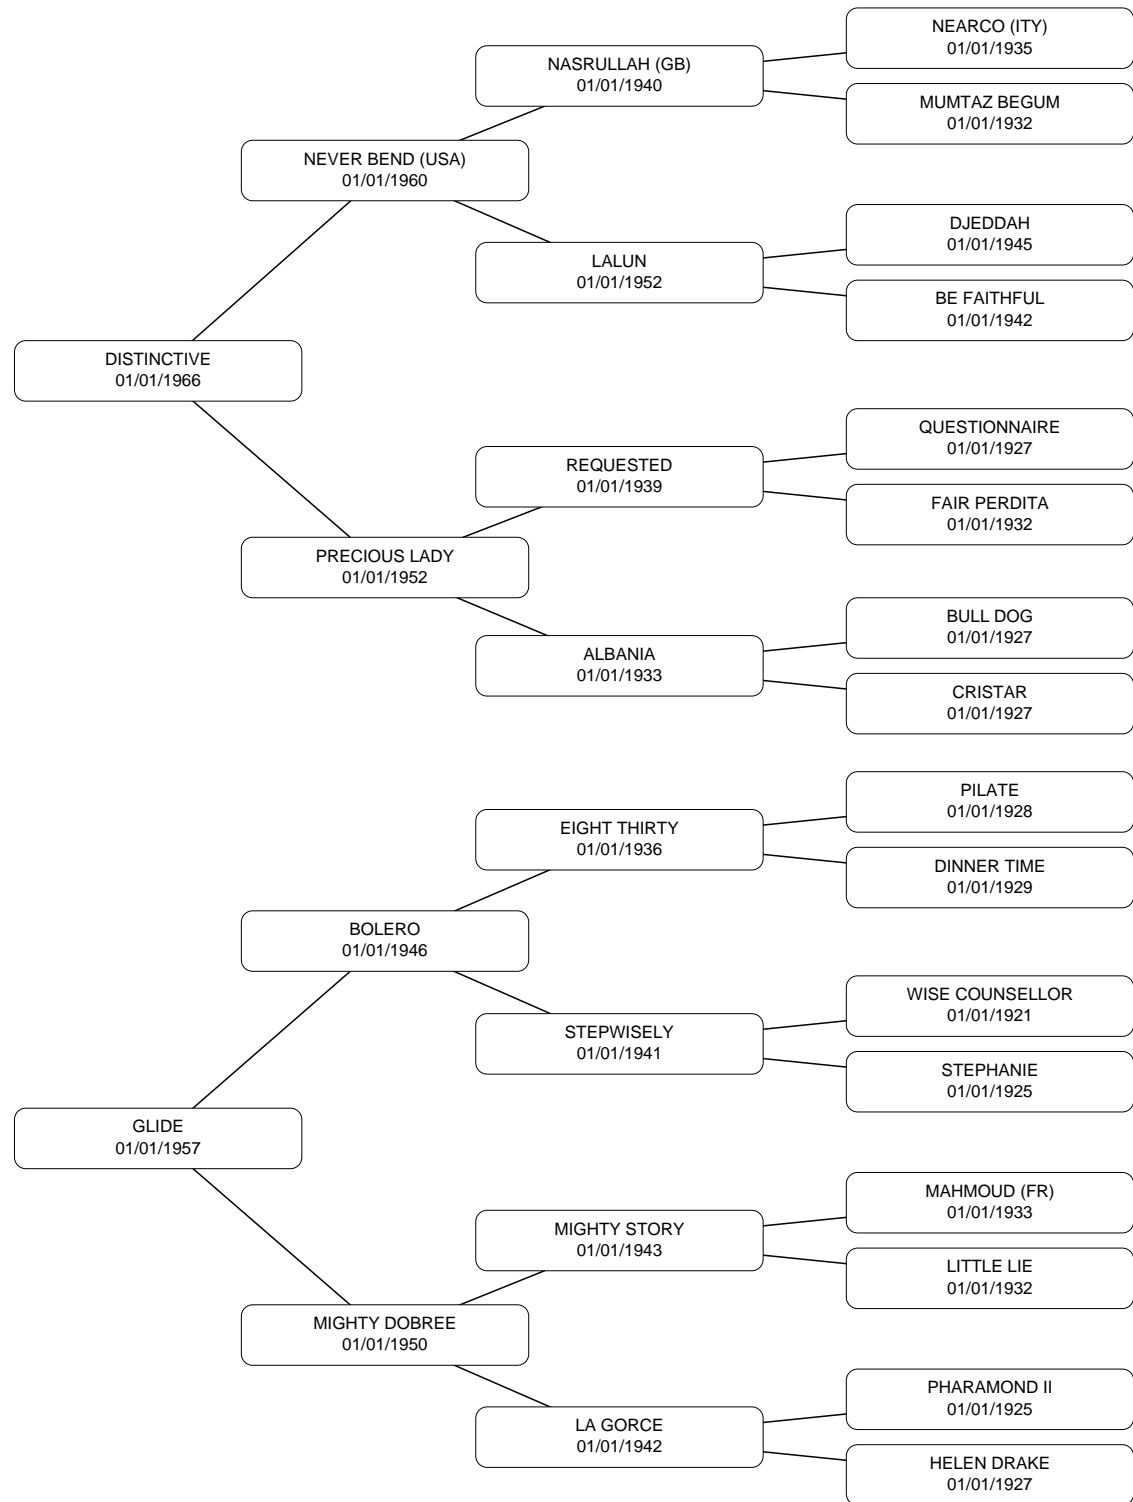 NEARCO (ITY)
01/01/1935
NASRULLAH (GB)
01/01/1940
MUMTAZ BEGUM
01/01/1932
NEVER BEND (USA)
01/01/1960
DJEDDAH
01/01/1945
LALUN
01/01/1952
BE FAITHFUL
01/01/1942
DISTINCTIVE
01/01/1966
QUESTIONNAIRE
01/01/1927
REQUESTED
01/01/1939
FAIR PERDITA
01/01/1932
PRECIOUS LADY
01/01/1952
BULL DOG
01/01/1927
ALBANIA
01/01/1933
CRISTAR
01/01/1927
PILATE
01/01/1928
EIGHT THIRTY
01/01/1936
DINNER TIME
01/01/1929
BOLERO
01/01/1946
WISE COUNSELLOR
01/01/1921
STEPWISELY
01/01/1941
STEPHANIE
01/01/1925
GLIDE
01/01/1957
MAHMOUD (FR)
01/01/1933
MIGHTY STORY
01/01/1943
LITTLE LIE
01/01/1932
MIGHTY DOBREE
01/01/1950
PHARAMOND II
01/01/1925
LA GORCE
01/01/1942
HELEN DRAKE
01/01/1927